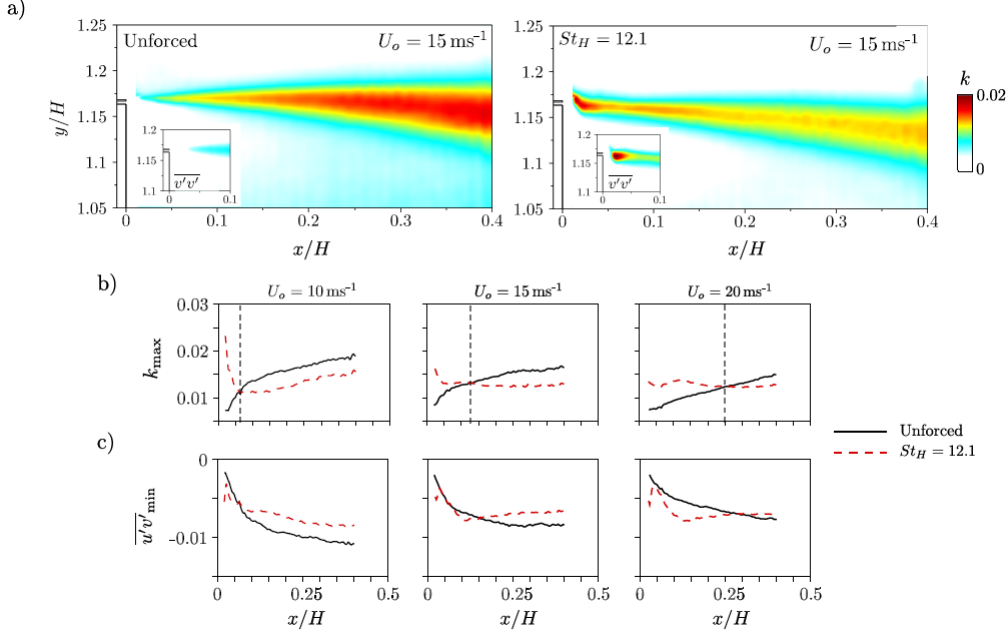 a)
Unforced
U_o = 15 ms⁻¹
St_H = 12.1
U_o = 15 ms⁻¹
y/H
1.25
1.2
1.15
1.1
1.05
0
0.1
0.2
0.3
0.4
x/H
1.2
1.15
1.1
0
0.1
v′v′
1.25
1.2
1.15
1.1
1.05
0
0.1
0.2
0.3
0.4
x/H
1.2
1.15
1.1
0
0.1
v′v′
k
0.02
0
b)
U_o = 10 ms⁻¹
U_o = 15 ms⁻¹
U_o = 20 ms⁻¹
k_max
0.03
0.02
0.01
c)
u′v′_min
0
-0.01
Unforced
St_H = 12.1
0
0.25
0.5
x/H
0
0.25
0.5
x/H
0
0.25
0.5
x/H